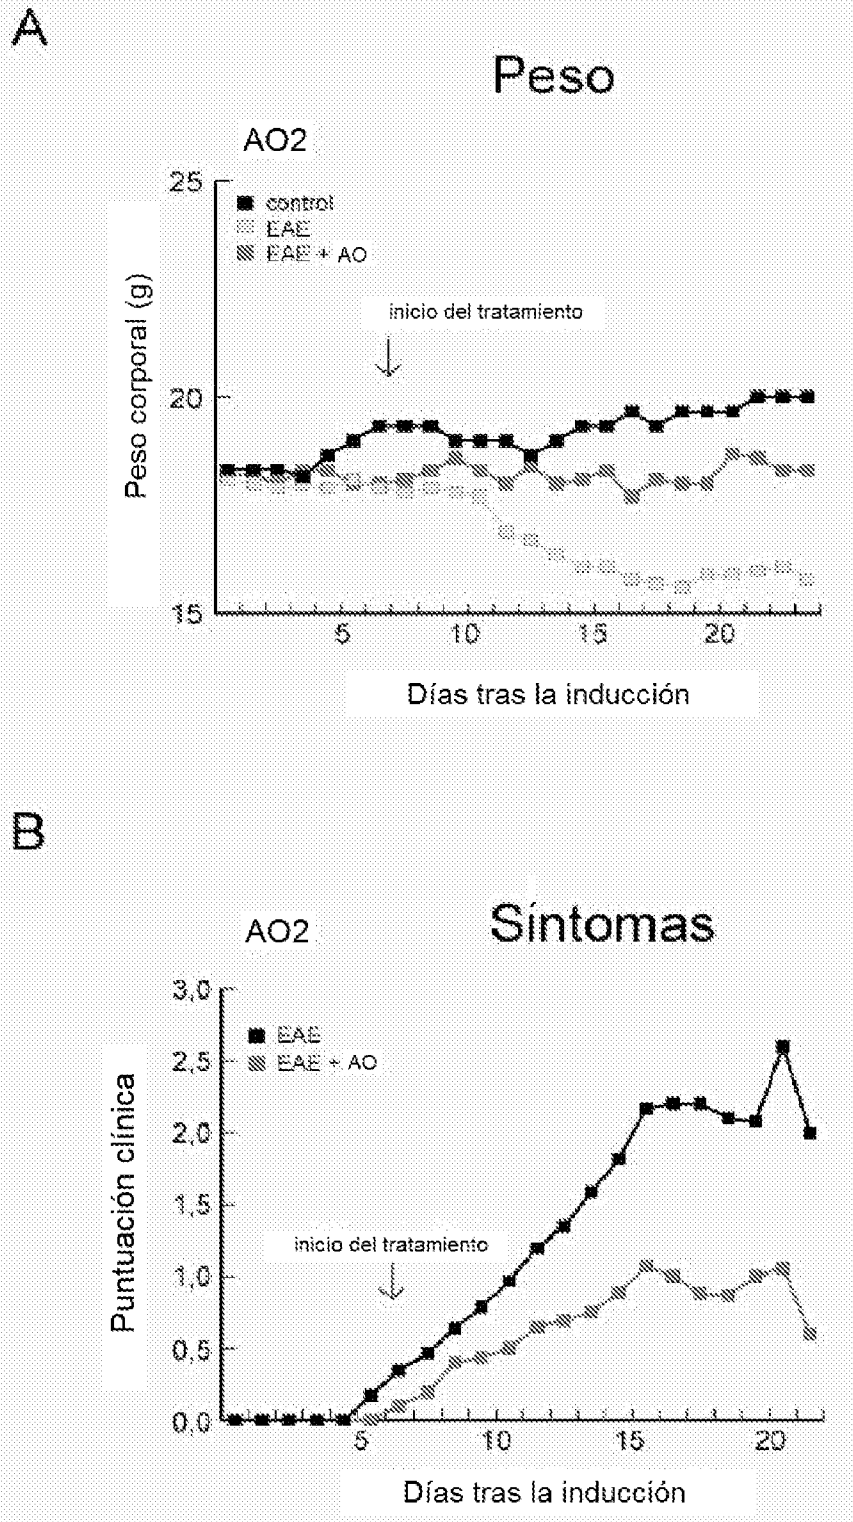 A
Peso
AO2
25
control
EAE
EAE + AO
Peso corporal (g)
inicio del tratamiento
20
15
5
10
15
20
Días tras la inducción
B
Síntomas
AO2
3,0
EAE
EAE + AO
2,5
Puntuación clínica
2,0
1,5
inicio del tratamiento
1,0
0,5
0,0
5
10
15
20
Días tras la inducción